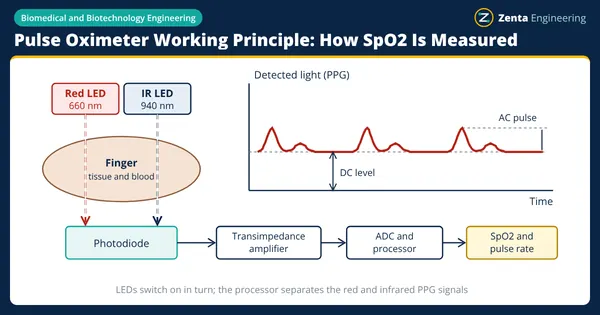 Biomedical and Biotechnology Engineering
Zenta Engineering
Pulse Oximeter Working Principle: How SpO2 Is Measured
Red LED
660 nm
IR LED
940 nm
Finger
tissue and blood
Detected light (PPG)
AC pulse
DC level
Time
Photodiode
Transimpedance
amplifier
ADC and
processor
SpO2 and
pulse rate
LEDs switch on in turn; the processor separates the red and infrared PPG signals